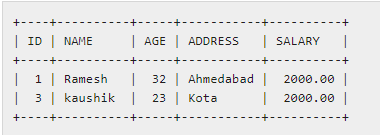 +----+----------+-----+-----------+----------+
| ID | NAME     | AGE | ADDRESS   | SALARY   |
+----+----------+-----+-----------+----------+
|  1 | Ramesh   |  32 | Ahmedabad |  2000.00 |
|  3 | kaushik  |  23 | Kota      |  2000.00 |
+----+----------+-----+-----------+----------+